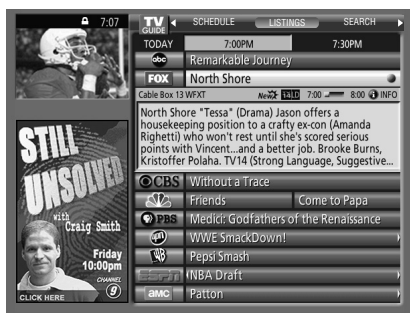 7:07
TV GUIDE
SCHEDULE LISTINGS SEARCH
TODAY 7:00PM 7:30PM
abc Remarkable Journey
FOX North Shore
Cable Box 13 WFXT New 14LD 7:00 8:00 INFO
North Shore "Tessa" (Drama) Jason offers a
housekeeping position to a crafty ex-con (Amanda
Righetti) who won't rest until she's scored serious
points with Vincent...and a better job. Brooke Burns,
Kristoffer Polaha. TV14 (Strong Language, Suggestive...
CBS Without a Trace
Friends Come to Papa
PBS Medici: Godfathers of the Renaissance
UPN WWE SmackDown!
WB Pepsi Smash
ESPN NBA Draft
AMC Patton
STILL
UNSOLVED
with
Craig Smith
Friday
10:00pm
CHANNEL
9
CLICK HERE